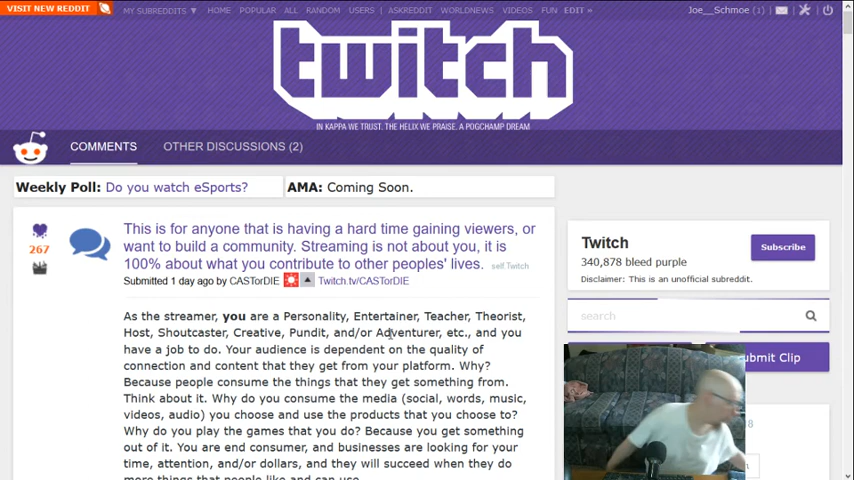 VISIT NEW REDDIT MY SUBREDDITS ▼ HOME POPULAR ALL RANDOM USERS | ASKREDDIT WORLDNEWS VIDEOS FUN EDIT » Joe__Schmoe (1) |
twitch
IN KAPPA WE TRUST. THE HELIX WE PRAISE. A POGCHAMP DREAM
COMMENTS OTHER DISCUSSIONS (2)
Weekly Poll: Do you watch eSports? AMA: Coming Soon.
267
This is for anyone that is having a hard time gaining viewers, or
want to build a community. Streaming is not about you, it is
100% about what you contribute to other peoples' lives. self.Twitch
Submitted 1 day ago by CASTorDIE Twitch.tv/CASTorDIE
As the streamer, you are a Personality, Entertainer, Teacher, Theorist,
Host, Shoutcaster, Creative, Pundit, and/or Adventurer, etc., and you
have a job to do. Your audience is dependent on the quality of
connection and content that they get from your platform. Why?
Because people consume the things that they get something from.
Think about it. Why do you consume the media (social, words, music,
videos, audio) you choose and use the products that you choose to?
Why do you play the games that you do? Because you get something
out of it. You are end consumer, and businesses are looking for your
time, attention, and/or dollars, and they will succeed when they do
more things that people like and can use.
Twitch
340,878 bleed purple
Subscribe
Disclaimer: This is an unofficial subreddit.
search
Submit Clip